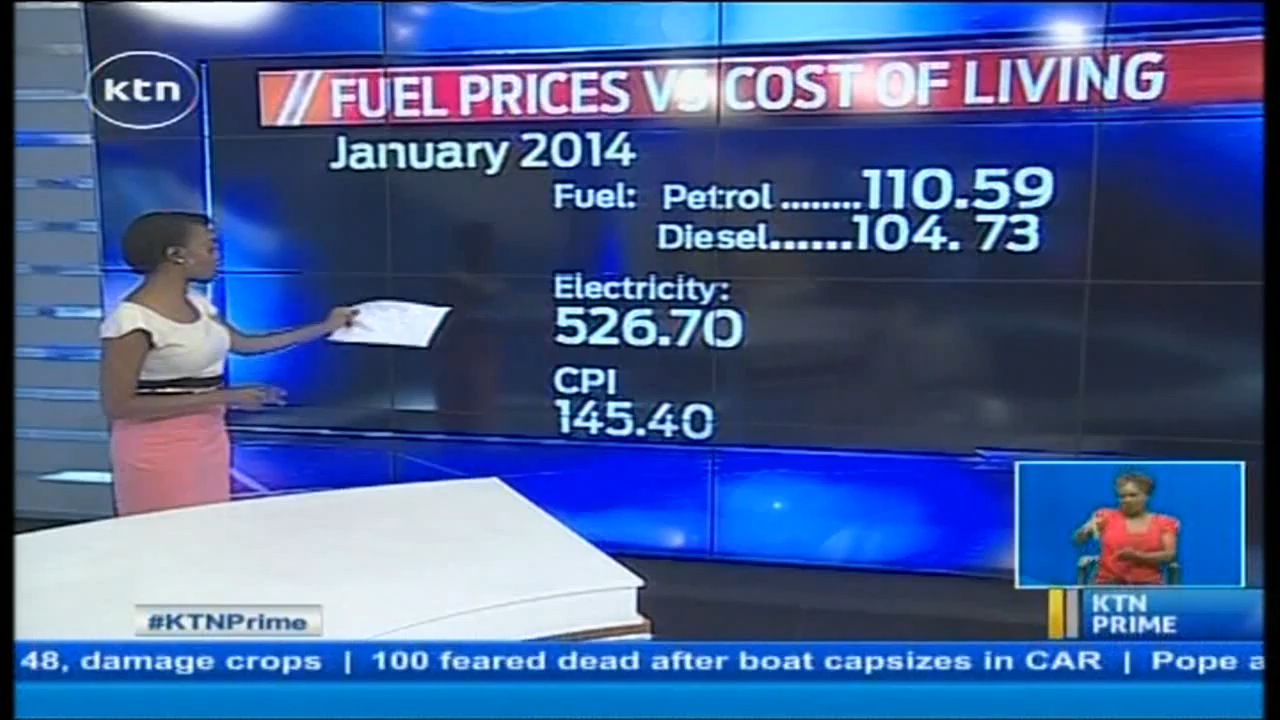 ktn
// FUEL PRICES VS COST OF LIVING
January 2014
Fuel: Petrol ........110.59
Diesel......104. 73
Electricity:
526.70
CPI
145.40
#KTNPrime
KTN
PRIME
48, damage crops | 100 feared dead after boat capsizes in CAR | Pope a